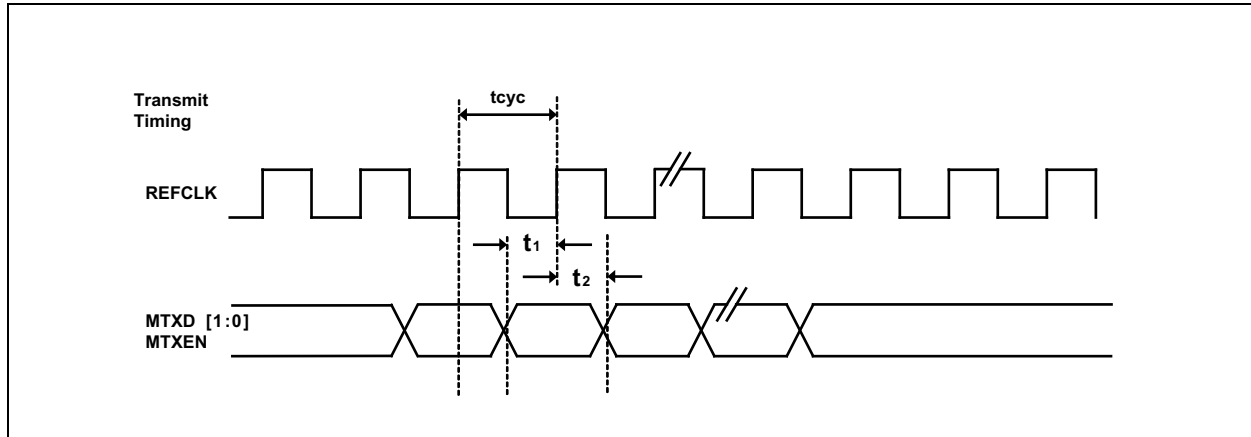 Transmit
Timing
tcyc
REFCLK
t1
t2
MTXD [1:0]
MTXEN